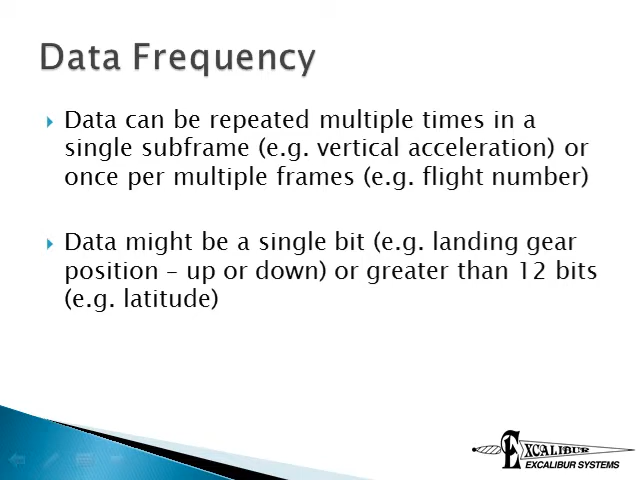 Data Frequency
Data can be repeated multiple times in a
single subframe (e.g. vertical acceleration) or
once per multiple frames (e.g. flight number)
Data might be a single bit (e.g. landing gear
position – up or down) or greater than 12 bits
(e.g. latitude)
EXCALIBUR
EXCALIBUR SYSTEMS